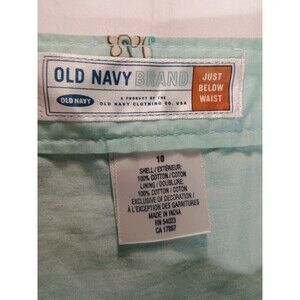 OLD NAVY BRAND
JUST
BELOW
WAIST
OLD NAVY
A PRODUCT OF THE
OLD NAVY CLOTHING CO. USA
10
SHELL / EXTÉRIEUR:
100% COTTON / COTON
LINING / DOUBLURE:
100% COTTON / COTON
EXCLUSIVE OF DECORATION /
À L'EXCEPTION DES GARNITURES
MADE IN INDIA
RN 54023
CA 17897